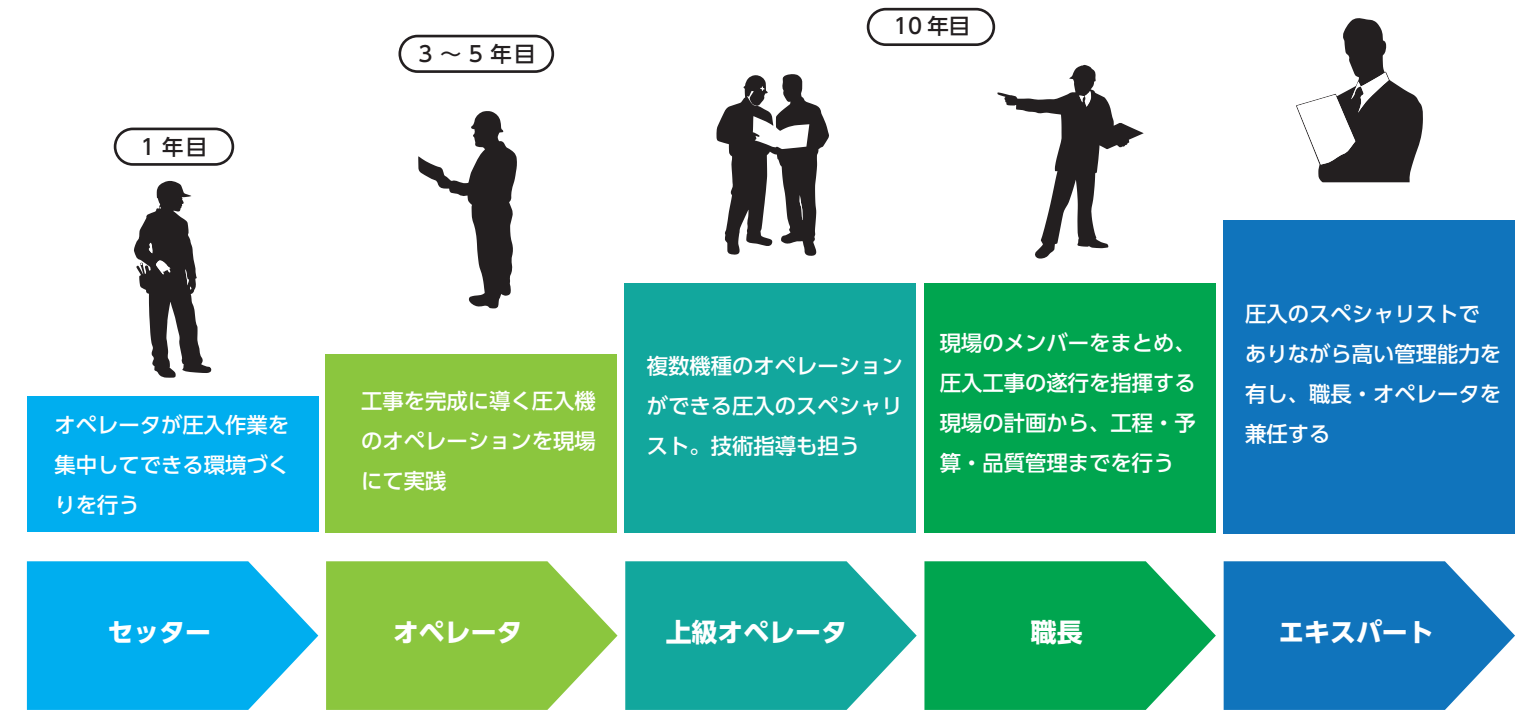 1 年目
3 ～ 5 年目
10 年目
オペレータが圧入作業を
集中してできる環境づく
りを行う
工事を完成に導く圧入機
のオペレーションを現場
にて実践
複数機種のオペレーション
ができる圧入のスペシャリ
スト。技術指導も担う
現場のメンバーをまとめ、
圧入工事の遂行を指揮する
現場の計画から、工程・予
算・品質管理までを行う
圧入のスペシャリストで
ありながら高い管理能力を
有し、職長・オペレータを
兼任する
セッター
オペレータ
上級オペレータ
職長
エキスパート